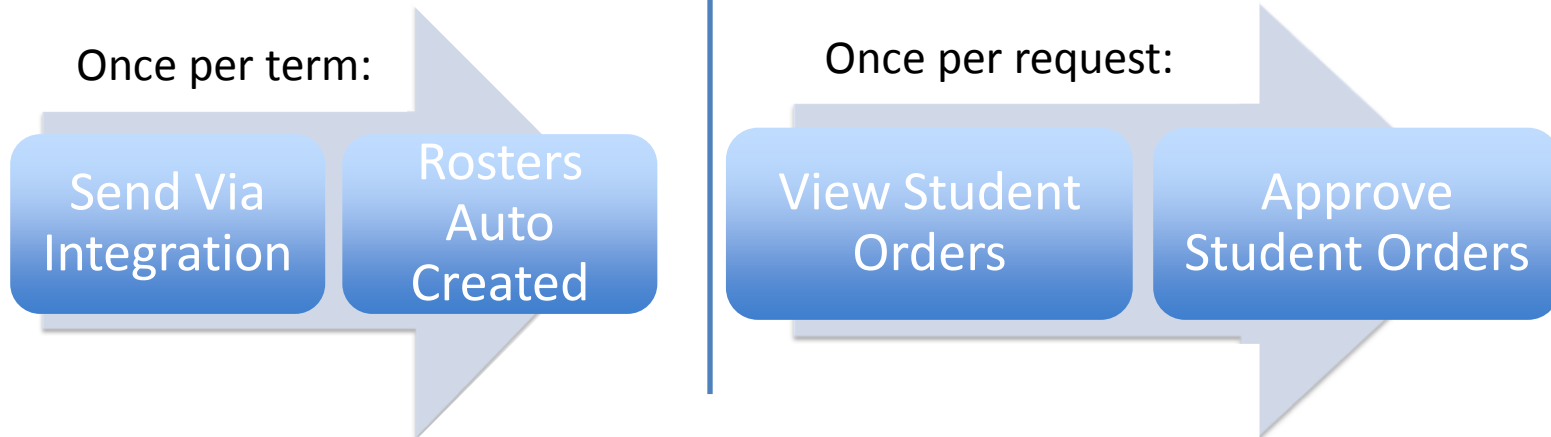 Once per term:
Send Via
Integration
Rosters
Auto
Created
Once per request:
View Student
Orders
Approve
Student Orders